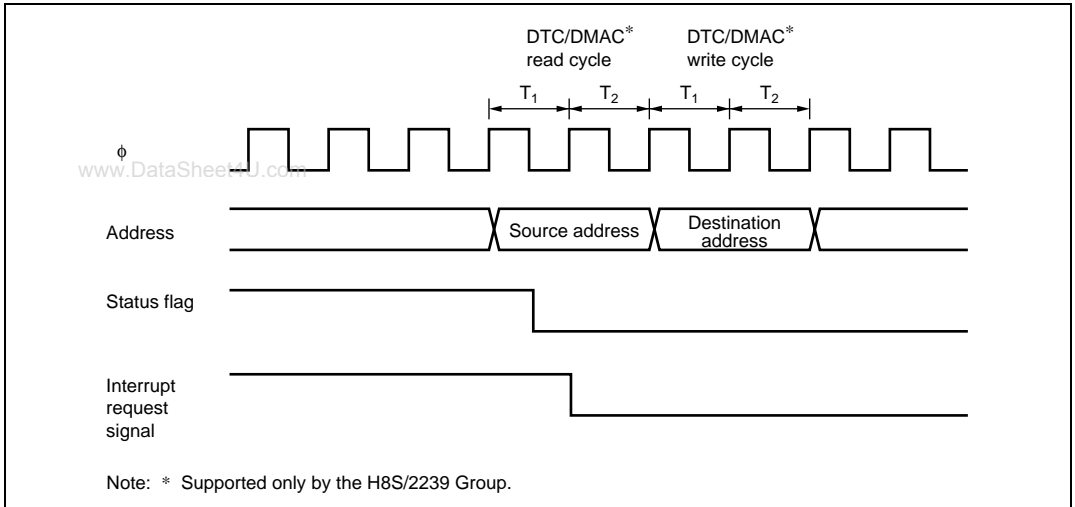 DTC/DMAC* DTC/DMAC*
read cycle write cycle
T1 T2 T1 T2
ϕ
www.DataSheet4U.com
Address
Source address
Destination
address
Status flag
Interrupt
request
signal
Note: * Supported only by the H8S/2239 Group.